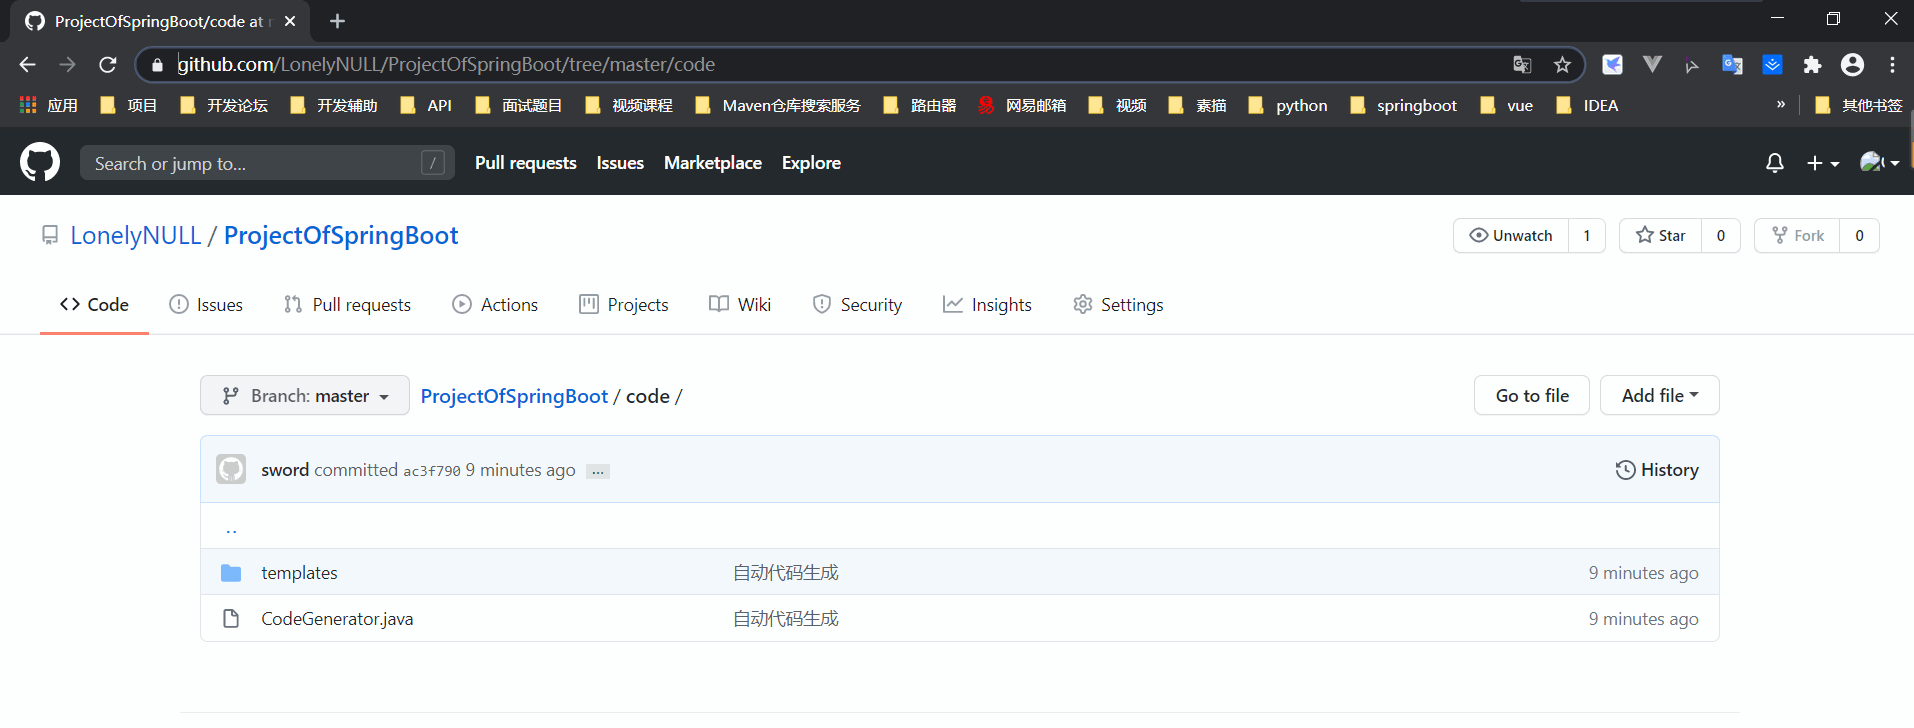 ProjectOfSpringBoot/code at
github.com/LonelyNULL/ProjectOfSpringBoot/tree/master/code
应用 项目 开发论坛 开发辅助 API 面试题目 视频课程 Maven仓库搜索服务 路由器 网易邮箱 视频 素描 python springboot vue IDEA » 其他书签
Search or jump to... / Pull requests Issues Marketplace Explore
LonelyNULL / ProjectOfSpringBoot Unwatch 1 Star 0 Fork 0
Code Issues Pull requests Actions Projects Wiki Security Insights Settings
Branch: master ProjectOfSpringBoot / code / Go to file Add file
sword committed ac3f790 9 minutes ago ... History
..
templates 自动代码生成 9 minutes ago
CodeGenerator.java 自动代码生成 9 minutes ago